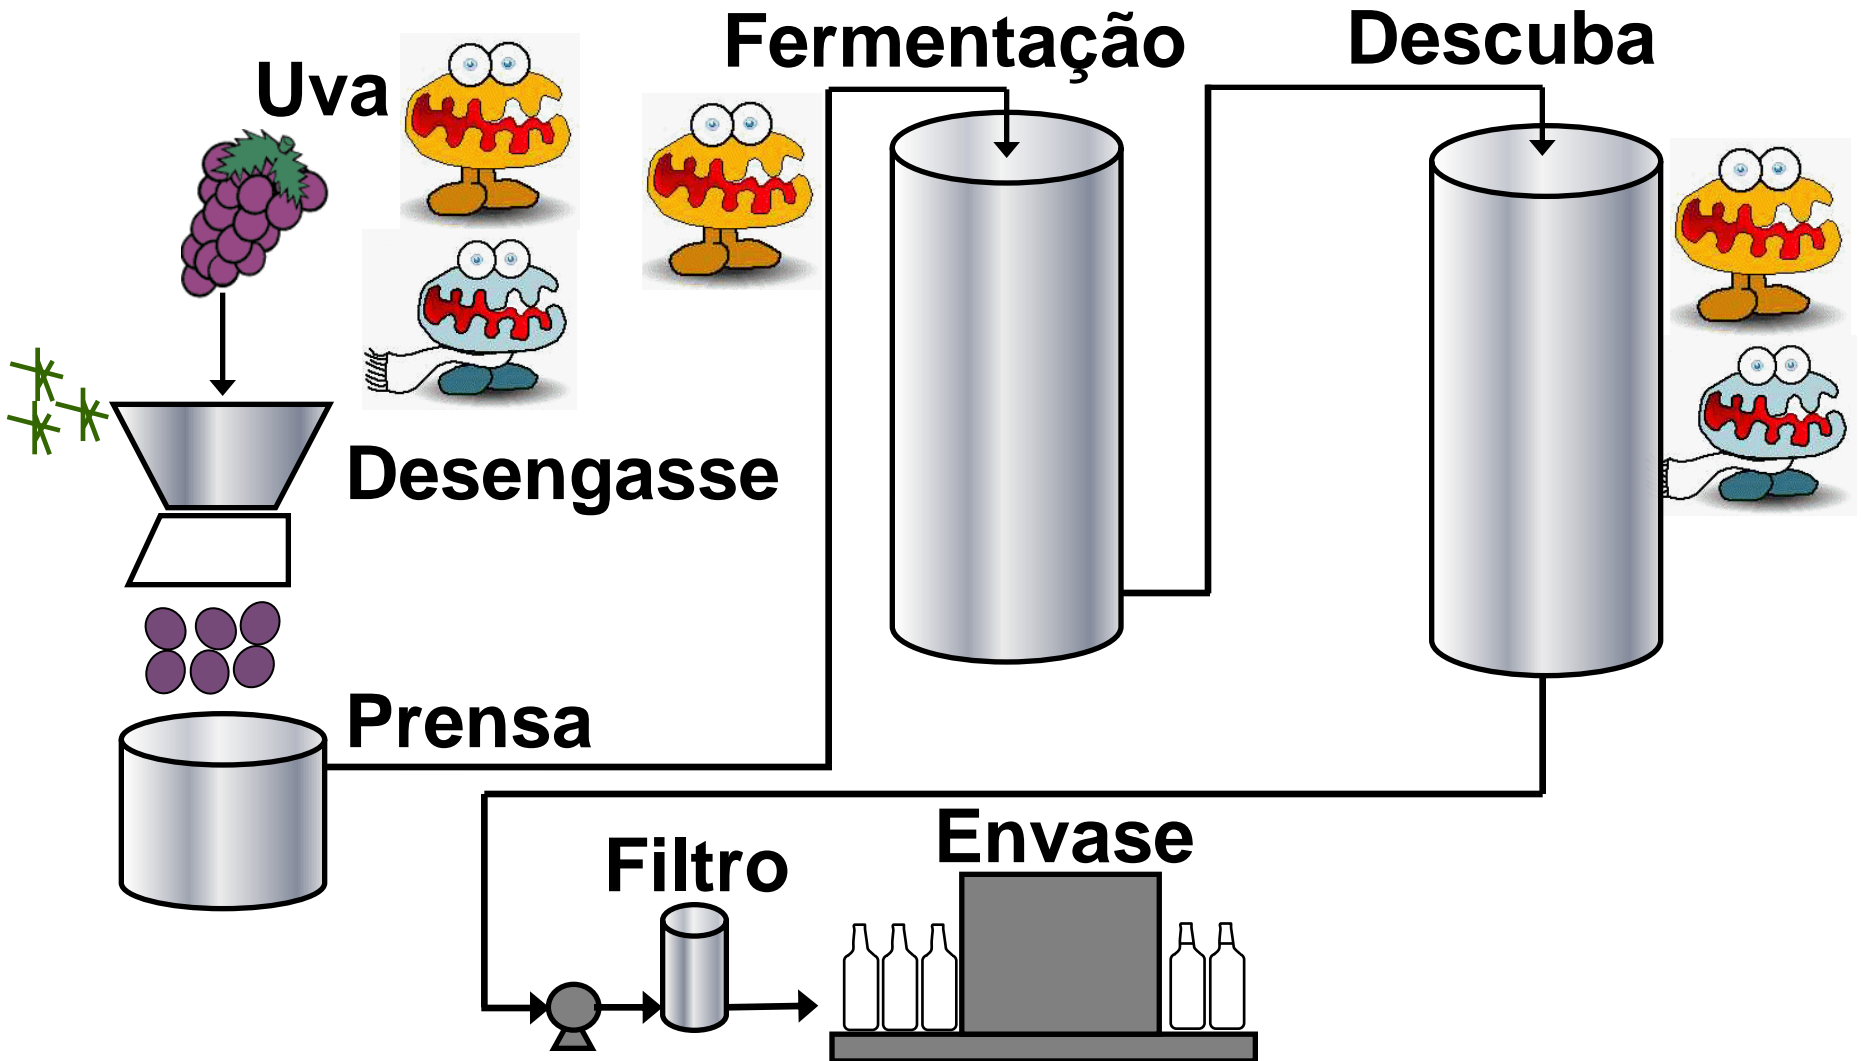 Uva
Fermentação
Descuba
Desengasse
Prensa
Filtro
Envase